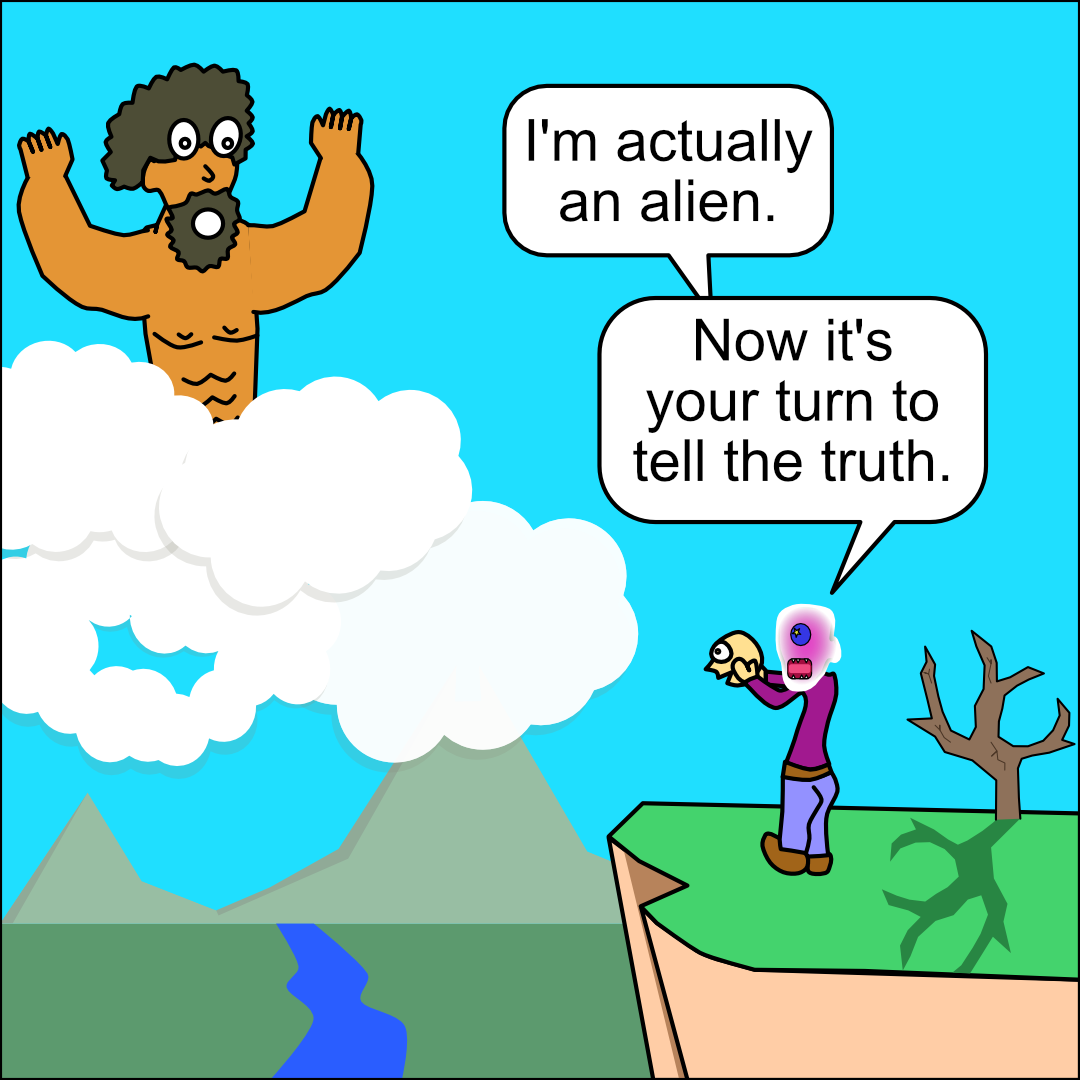 I'm actually
an alien.
Now it's
your turn to
tell the truth.